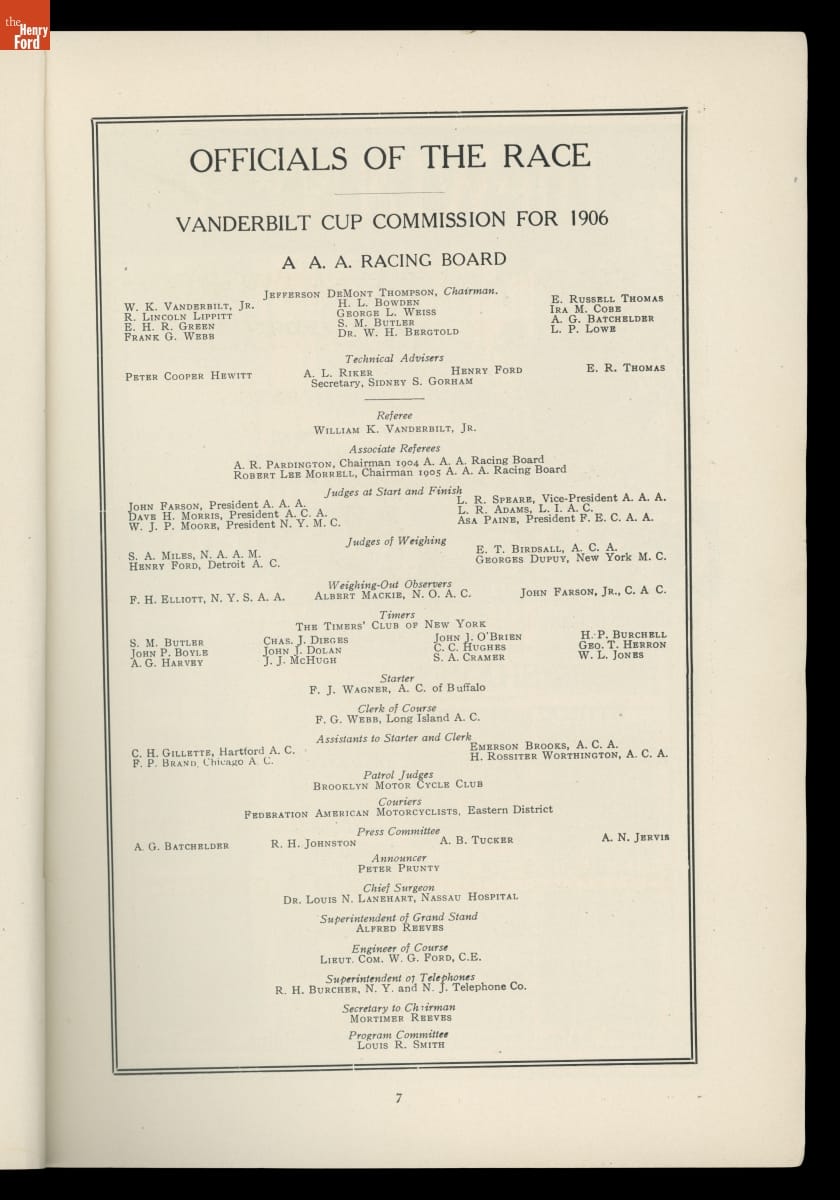 the
Henry
Ford
OFFICIALS OF THE RACE
VANDERBILT CUP COMMISSION FOR 1906
A A. A. RACING BOARD
JEFFERSON DEMONT THOMPSON, Chairman.
W. K. VANDERBILT, JR. H. L. BOWDEN E. RUSSELL THOMAS
R. LINCOLN LIPPITT GEORGE L. WEISS IRA M. COBE
E. H. R. GREEN S. M. BUTLER A. G. BATCHELDER
FRANK G. WEBB DR. W. H. BERGTOLD L. P. LOWE
Technical Advisers
PETER COOPER HEWITT A. L. RIKER HENRY FORD E. R. THOMAS
Secretary, SIDNEY S. GORHAM
Referee
WILLIAM K. VANDERBILT, JR.
Associate Referees
A. R. PARDINGTON, Chairman 1904 A. A. A. Racing Board
ROBERT LEE MORRELL, Chairman 1905 A. A. A. Racing Board
Judges at Start and Finish
JOHN FARSON, President A. A. A. L. R. SPEARE, Vice-President A. A. A.
DAVE H. MORRIS, President A. C. A. L. R. ADAMS, L. I. A. C.
W. J. P. MOORE, President N. Y. M. C. ASA PAINE, President F. E. C. A. A.
Judges of Weighing
S. A. MILES, N. A. A. M. E. T. BIRDSALL, A. C. A.
HENRY FORD, Detroit A. C. GEORGES DUPUY, New York M. C.
Weighing-Out Observers
F. H. ELLIOTT, N. Y. S. A. A. ALBERT MACKIE, N. O. A. C. JOHN FARSON, JR., C. A C.
Timers
THE TIMERS' CLUB OF NEW YORK
S. M. BUTLER CHAS. J. DIEGES JOHN J. O'BRIEN H. P. BURCHELL
JOHN P. BOYLE JOHN J. DOLAN C. C. HUGHES GEO. T. HERRON
A. G. HARVEY J. J. MCHUGH S. A. CRAMER W. L. JONES
Starter
F. J. WAGNER, A. C. of Buffalo
Clerk of Course
F. G. WEBB, Long Island A. C.
Assistants to Starter and Clerk
C. H. GILLETTE, Hartford A. C. EMERSON BROOKS, A. C. A.
F. P. BRAND, Chicago A. C. H. ROSSITER WORTHINGTON, A. C. A.
Patrol Judges
BROOKLYN MOTOR CYCLE CLUB
Couriers
FEDERATION AMERICAN MOTORCYCLISTS, Eastern District
Press Committee
A. G. BATCHELDER R. H. JOHNSTON A. B. TUCKER A. N. JERVIS
Announcer
PETER PRUNTY
Chief Surgeon
DR. LOUIS N. LANEHART, NASSAU HOSPITAL
Superintendent of Grand Stand
ALFRED REEVES
Engineer of Course
LIEUT. COM. W. G. FORD, C.E.
Superintendent of Telephones
R. H. BURCHER, N. Y. and N. J. Telephone Co.
Secretary to Chairman
MORTIMER REEVES
Program Committee
LOUIS R. SMITH
7